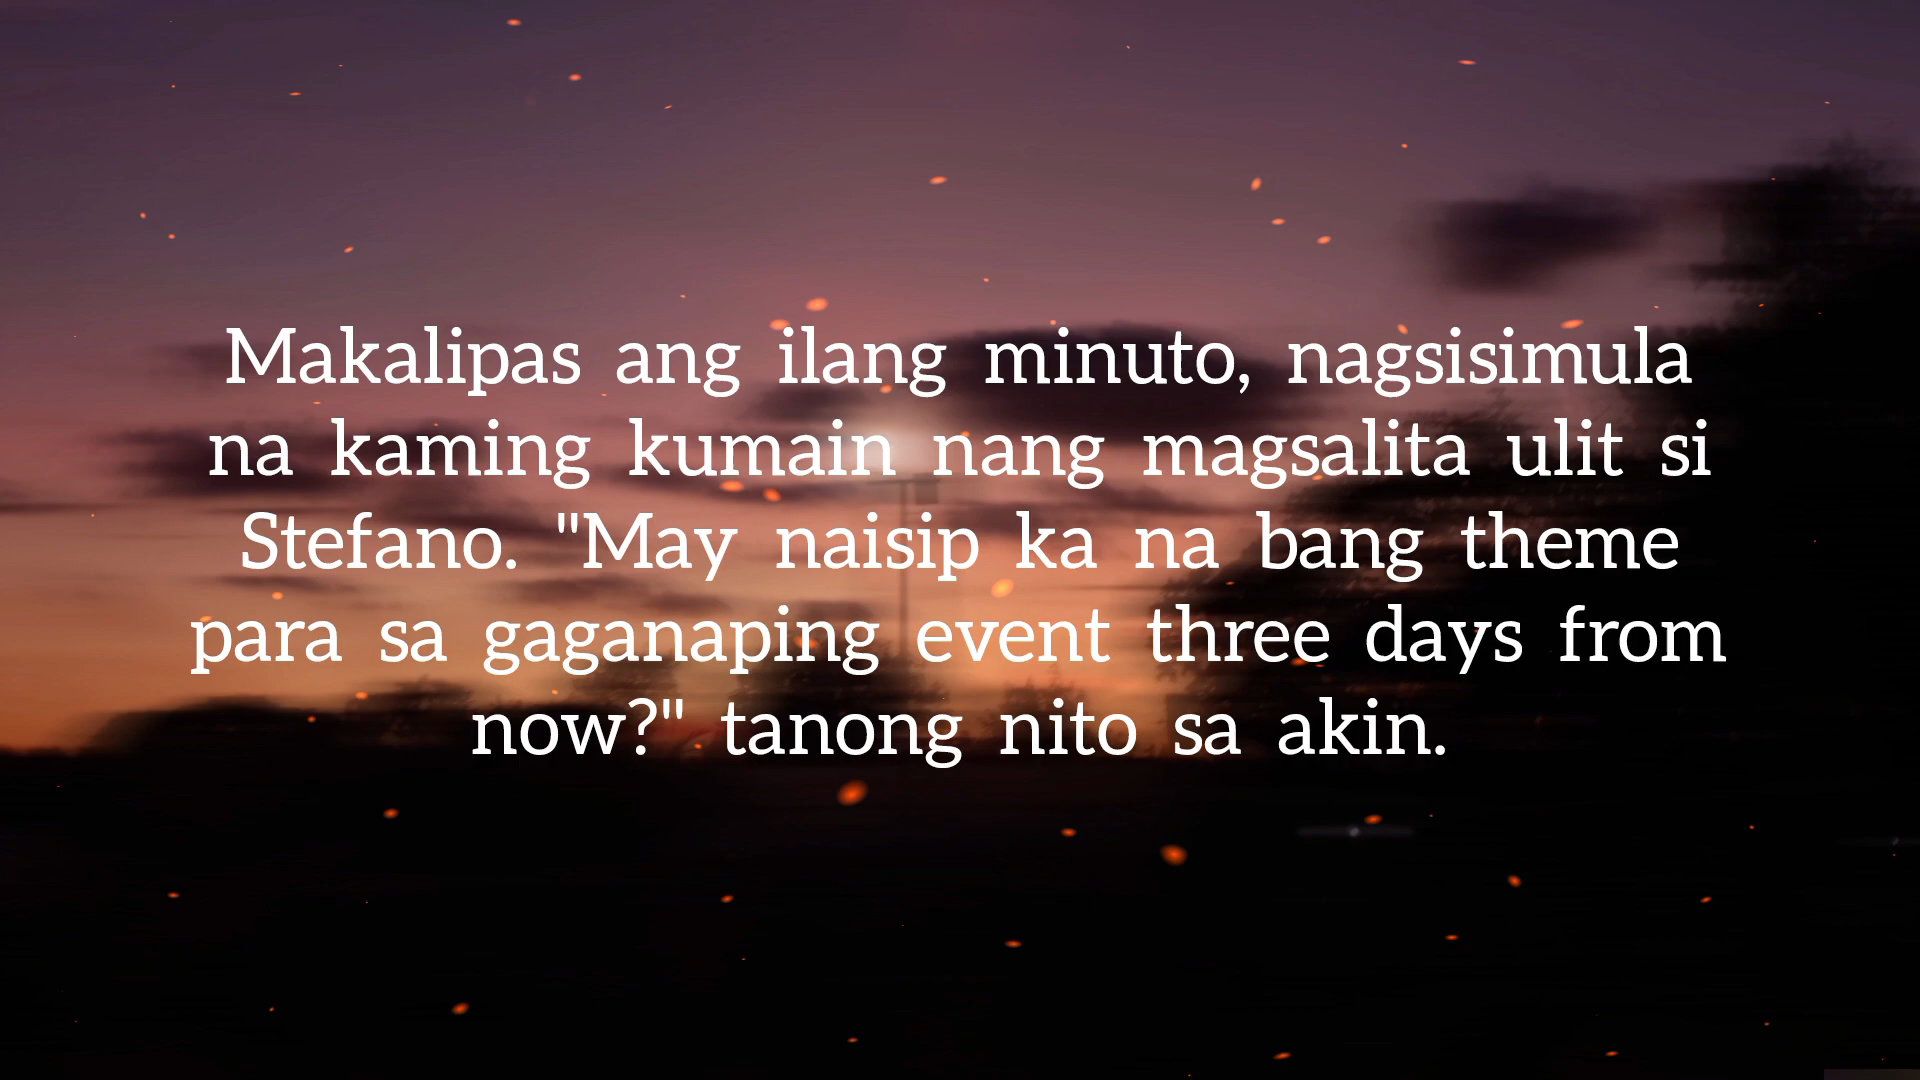 Makalipas ang ilang minuto, nagsisimula
na kaming kumain nang magsalita ulit si
Stefano. "May naisip ka na bang theme
para sa gaganaping event three days from
now?" tanong nito sa akin.